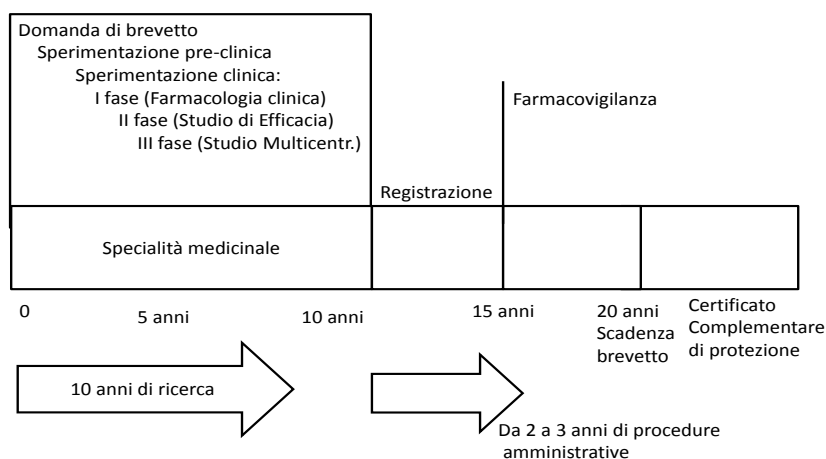 Domanda di brevetto
Sperimentazione pre-clinica
Sperimentazione clinica:
I fase (Farmacologia clinica)
II fase (Studio di Efficacia)
III fase (Studio Multicentr.)
Farmacovigilanza
Registrazione
Specialità medicinale
0
5 anni
10 anni
15 anni
20 anni
Scadenza
brevetto
Certificato
Complementare
di protezione
10 anni di ricerca
Da 2 a 3 anni di procedure
amministrative